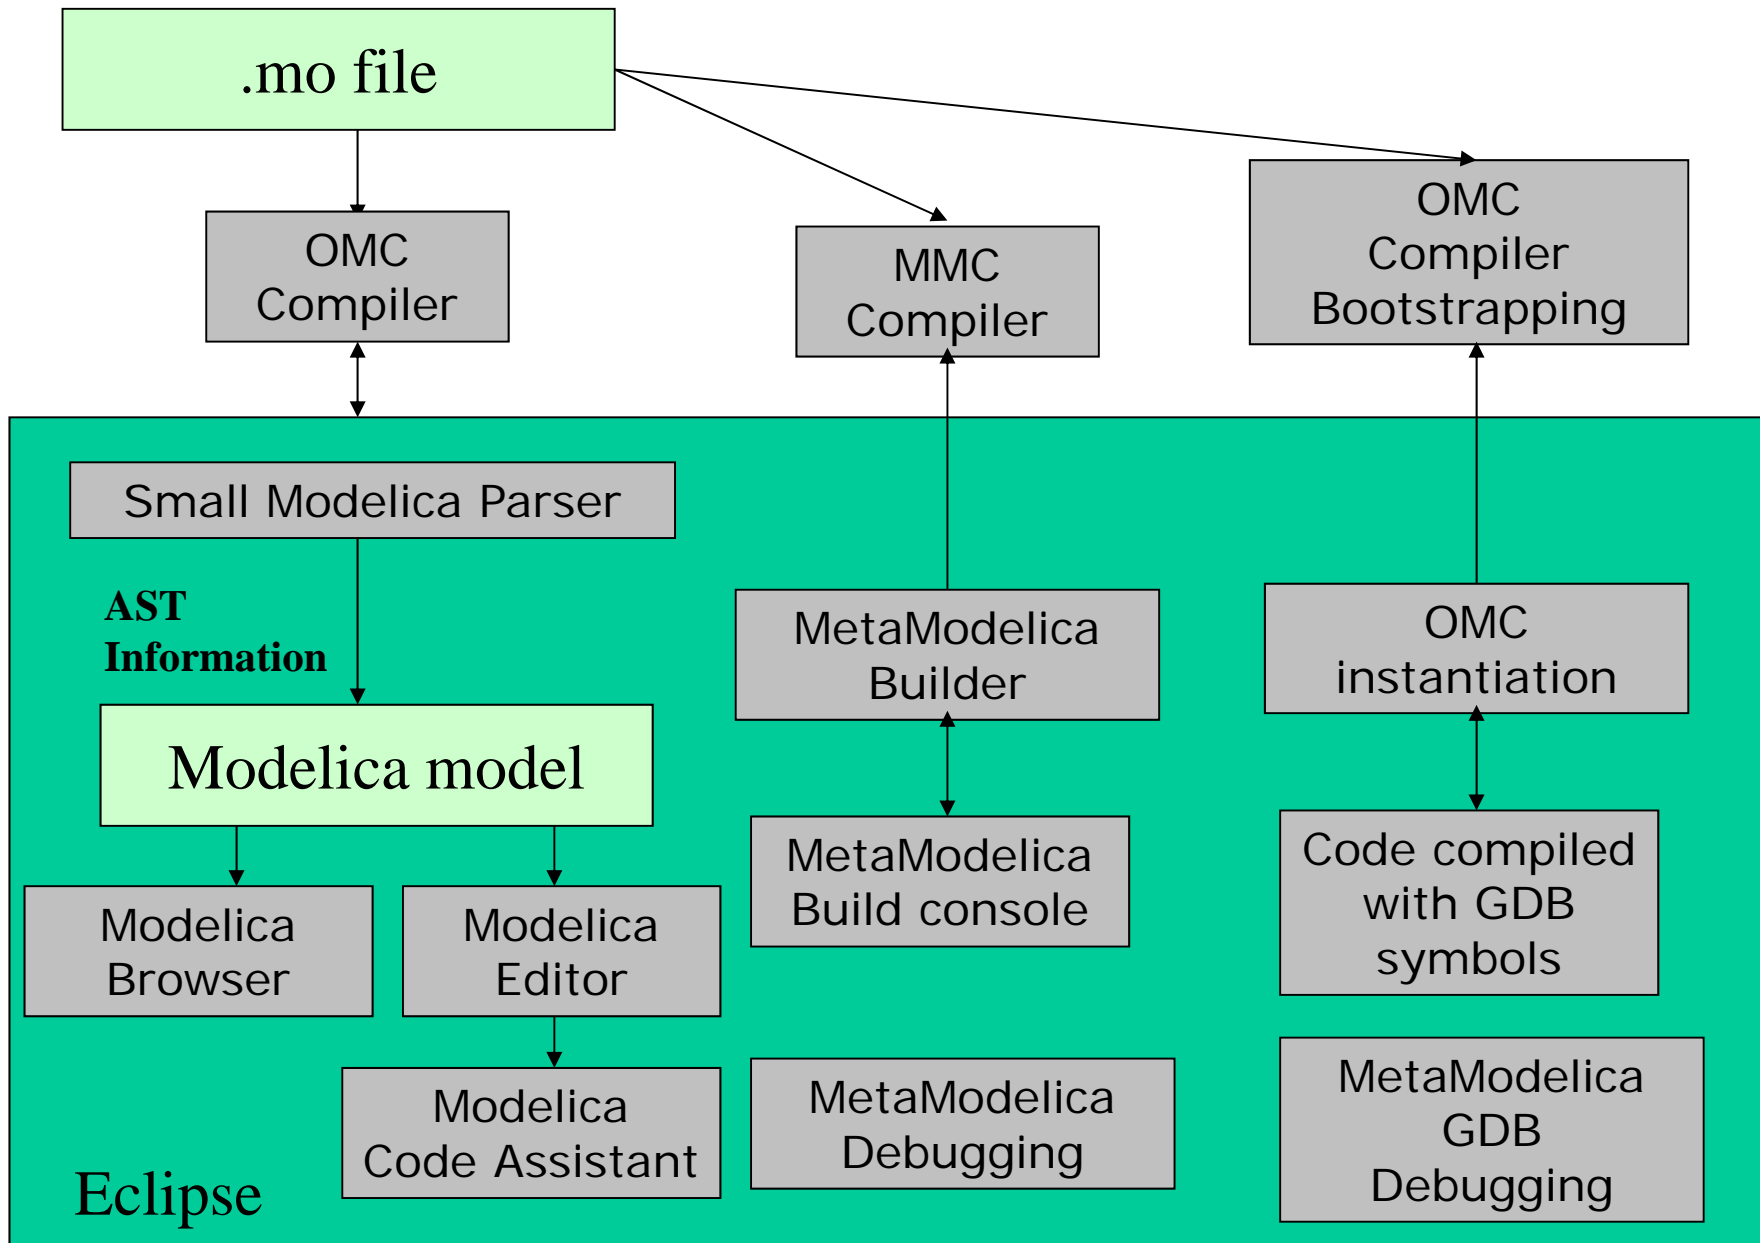 .mo file
OMC
Compiler
MMC
Compiler
OMC
Compiler
Bootstrapping
Small Modelica Parser
AST
Information
Modelica model
Modelica
Browser
Modelica
Editor
Modelica
Code Assistant
MetaModelica
Builder
MetaModelica
Build console
MetaModelica
Debugging
OMC
instantiation
Code compiled
with GDB
symbols
MetaModelica
GDB
Debugging
Eclipse